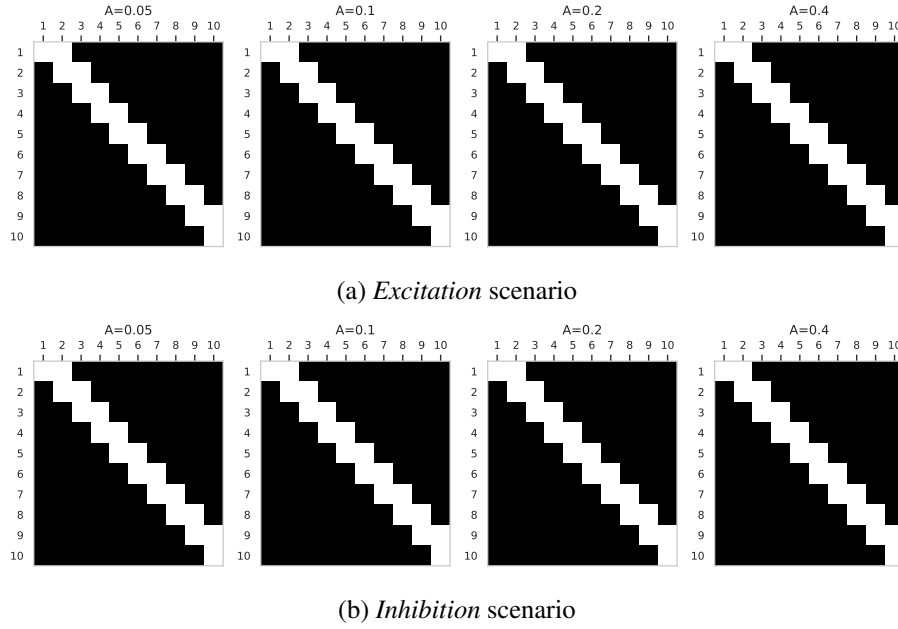 A=0.05 A=0.1 A=0.2 A=0.4
1 2 3 4 5 6 7 8 9 10 1 2 3 4 5 6 7 8 9 10 1 2 3 4 5 6 7 8 9 10 1 2 3 4 5 6 7 8 9 10
1 1 1 1
2 2 2 2
3 3 3 3
4 4 4 4
5 5 5 5
6 6 6 6
7 7 7 7
8 8 8 8
9 9 9 9
10 10 10 10
(a) Excitation scenario
A=0.05 A=0.1 A=0.2 A=0.4
1 2 3 4 5 6 7 8 9 10 1 2 3 4 5 6 7 8 9 10 1 2 3 4 5 6 7 8 9 10 1 2 3 4 5 6 7 8 9 10
1 1 1 1
2 2 2 2
3 3 3 3
4 4 4 4
5 5 5 5
6 6 6 6
7 7 7 7
8 8 8 8
9 9 9 9
10 10 10 10
(b) Inhibition scenario